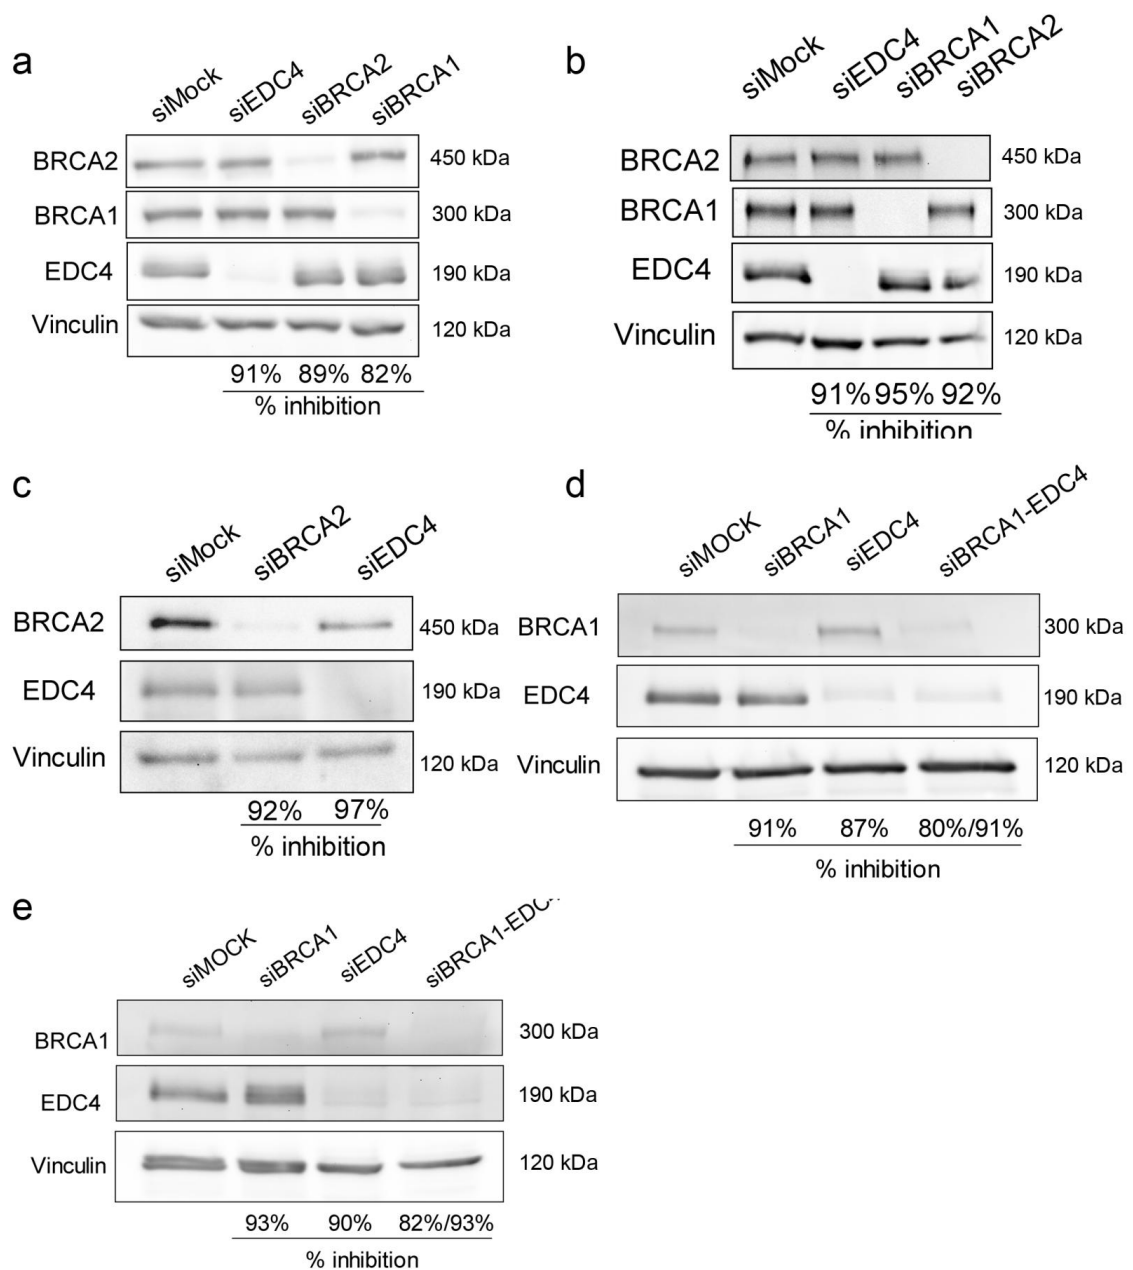 a
siMock siEDC4 siBRCA2 siBRCA1
BRCA2 450 kDa
BRCA1 300 kDa
EDC4 190 kDa
Vinculin 120 kDa
91% 89% 82%
% inhibition
b
siMock siEDC4 siBRCA1 siBRCA2
BRCA2 450 kDa
BRCA1 300 kDa
EDC4 190 kDa
Vinculin 120 kDa
91% 95% 92%
% inhibition
c
siMock siBRCA2 siEDC4
BRCA2 450 kDa
EDC4 190 kDa
Vinculin 120 kDa
92% 97%
% inhibition
d
siMOCK siBRCA1 siEDC4 siBRCA1-EDC4
BRCA1 300 kDa
EDC4 190 kDa
Vinculin 120 kDa
91% 87% 80%/91%
% inhibition
e
siMOCK siBRCA1 siEDC4 siBRCA1-EDC
BRCA1 300 kDa
EDC4 190 kDa
Vinculin 120 kDa
93% 90% 82%/93%
% inhibition